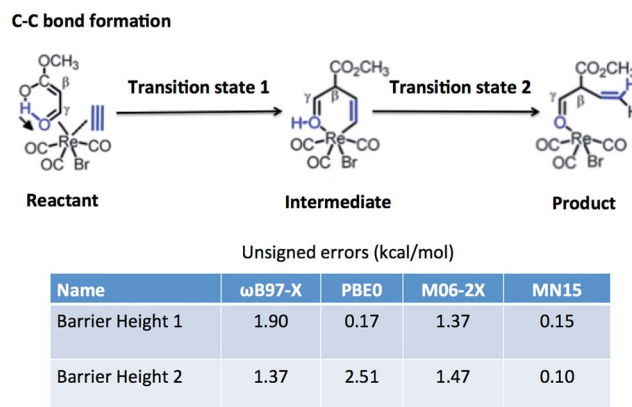 C-C bond formation
OCH3
C
β
O
H
O
γ
OC Re CO
OC Br
Reactant
Transition state 1
CO2CH3
γ
β
H-O
OC Re CO
OC Br
Intermediate
Transition state 2
CO2CH3
γ
β
H
H
O
OC Re CO
OC Br
Product
Unsigned errors (kcal/mol)
Name ωB97-X PBE0 M06-2X MN15
Barrier Height 1 1.90 0.17 1.37 0.15
Barrier Height 2 1.37 2.51 1.47 0.10